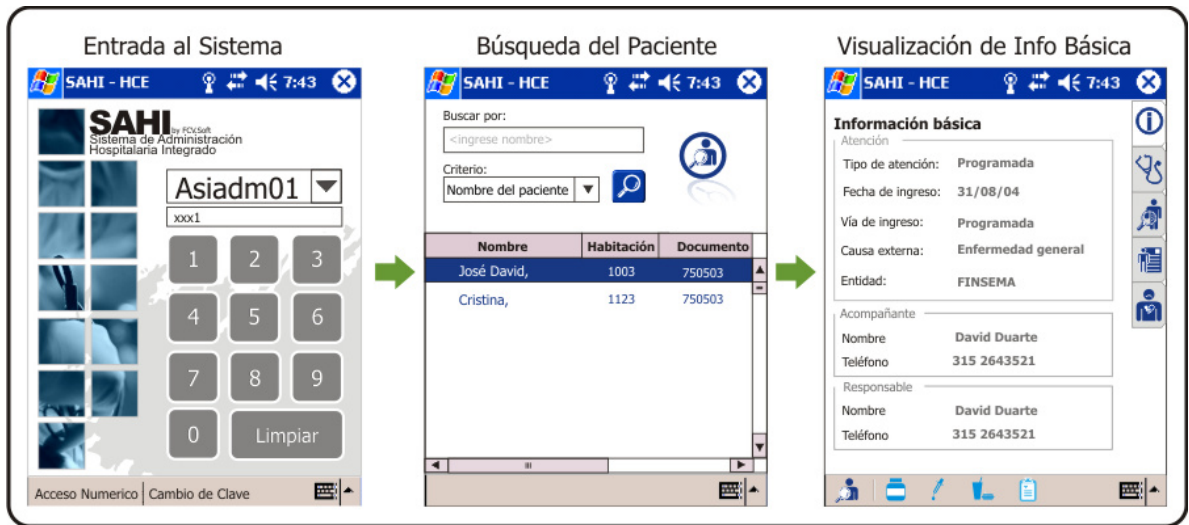 Entrada al Sistema
SAHI - HCE
7:43
SAHI by FCV.Soft
Sistema de Administración
Hospitalaria Integrado
Asiadm01
xxx1
1 2 3
4 5 6
7 8 9
0 Limpiar
Acceso Numerico Cambio de Clave
Búsqueda del Paciente
SAHI - HCE
7:43
Buscar por:
<ingrese nombre>
Criterio:
Nombre del paciente
Nombre Habitación Documento
José David, 1003 750503
Cristina, 1123 750503
Visualización de Info Básica
SAHI - HCE
7:43
Información básica
Atención
Tipo de atención: Programada
Fecha de ingreso: 31/08/04
Vía de ingreso: Programada
Causa externa: Enfermedad general
Entidad: FINSEMA
Acompañante
Nombre David Duarte
Teléfono 315 2643521
Responsable
Nombre David Duarte
Teléfono 315 2643521